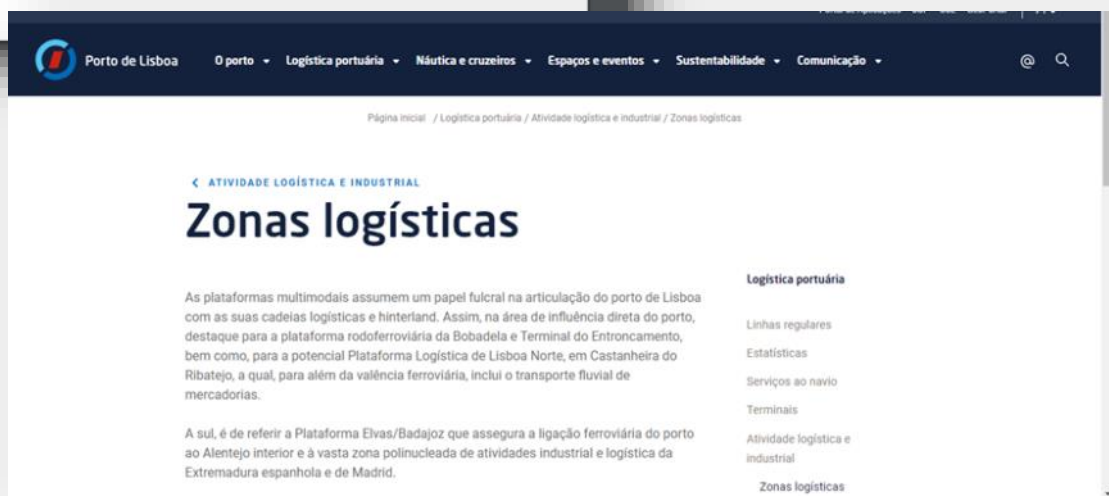 Porto de Lisboa O porto Logística portuária Náutica e cruzeiros Espaços e eventos Sustentabilidade Comunicação @
Página inicial / Logística portuária / Atividade logística e industrial / Zonas logísticas
< ATIVIDADE LOGÍSTICA E INDUSTRIAL
Zonas logísticas
As plataformas multimodais assumem um papel fulcral na articulação do porto de Lisboa
com as suas cadeias logísticas e hinterland. Assim, na área de influência direta do porto,
destaque para a plataforma rodoferroviária da Bobadela e Terminal do Entroncamento,
bem como, para a potencial Plataforma Logística de Lisboa Norte, em Castanheira do
Ribatejo, a qual, para além da valência ferroviária, inclui o transporte fluvial de
mercadorias.
A sul, é de referir a Plataforma Elvas/Badajoz que assegura a ligação ferroviária do porto
ao Alentejo interior e à vasta zona polinucleada de atividades industrial e logística da
Extremadura espanhola e de Madrid.
Logística portuária
Linhas regulares
Estatísticas
Serviços ao navio
Terminais
Atividade logística e
industrial
Zonas logísticas